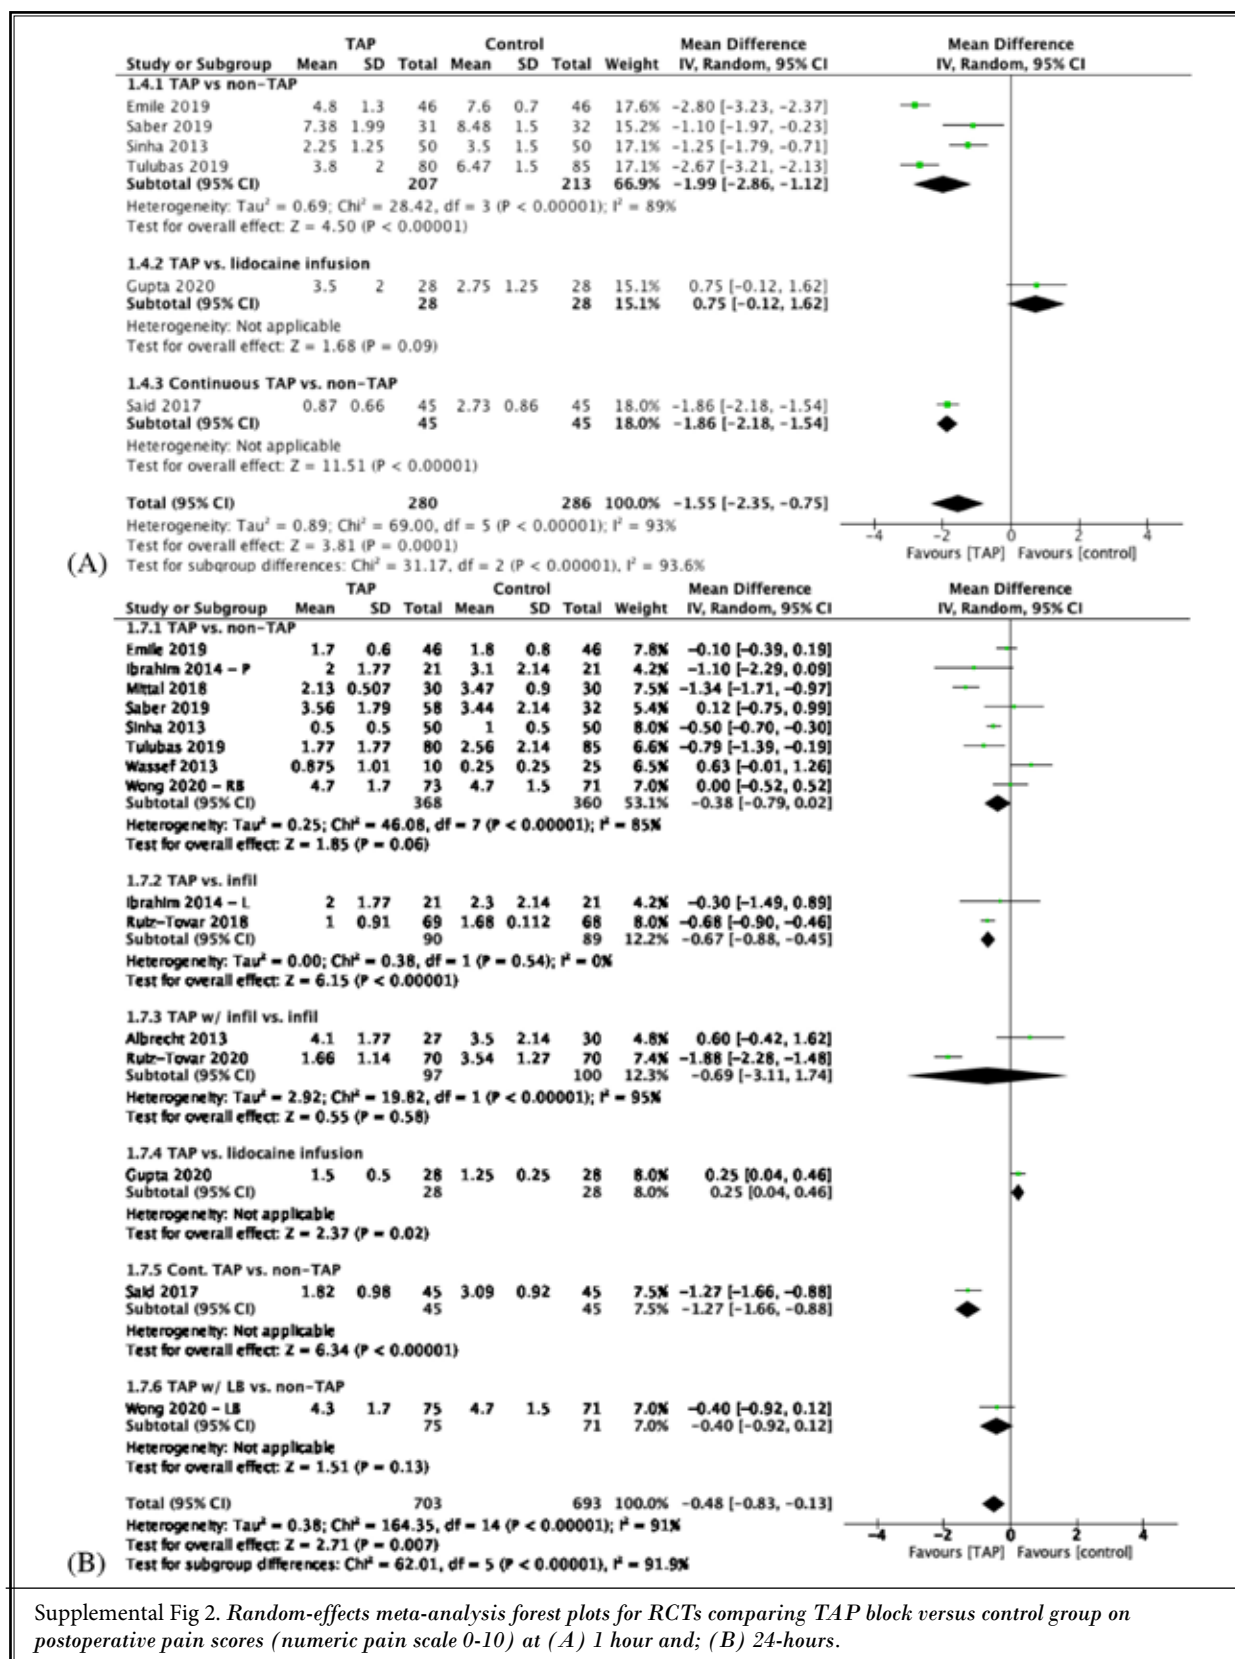 TAP Control Mean Difference Mean Difference
Study or Subgroup Mean SD Total Mean SD Total Weight IV, Random, 95% CI IV, Random, 95% CI
1.4.1 TAP vs non-TAP
Emile 2019 4.8 1.3 46 7.6 0.7 46 17.6% -2.80 [-3.23, -2.37]
Saber 2019 7.38 1.99 31 8.48 1.5 32 15.2% -1.10 [-1.97, -0.23]
Sinha 2013 2.25 1.25 50 3.5 1.5 50 17.1% -1.25 [-1.79, -0.71]
Tulubas 2019 3.8 2 80 6.47 1.5 85 17.1% -2.67 [-3.21, -2.13]
Subtotal (95% CI) 207 213 66.9% -1.99 [-2.86, -1.12]
Heterogeneity: Tau² = 0.69; Chi² = 28.42, df = 3 (P < 0.00001); I² = 89%
Test for overall effect: Z = 4.50 (P < 0.00001)
1.4.2 TAP vs. lidocaine infusion
Gupta 2020 3.5 2 28 2.75 1.25 28 15.1% 0.75 [-0.12, 1.62]
Subtotal (95% CI) 28 28 15.1% 0.75 [-0.12, 1.62]
Heterogeneity: Not applicable
Test for overall effect: Z = 1.68 (P = 0.09)
1.4.3 Continuous TAP vs. non-TAP
Said 2017 0.87 0.66 45 2.73 0.86 45 18.0% -1.86 [-2.18, -1.54]
Subtotal (95% CI) 45 45 18.0% -1.86 [-2.18, -1.54]
Heterogeneity: Not applicable
Test for overall effect: Z = 11.51 (P < 0.00001)
Total (95% CI) 280 286 100.0% -1.55 [-2.35, -0.75]
Heterogeneity: Tau² = 0.89; Chi² = 69.00, df = 5 (P < 0.00001); I² = 93%
Test for overall effect: Z = 3.81 (P = 0.0001)
Test for subgroup differences: Chi² = 31.17, df = 2 (P < 0.00001), I² = 93.6%
-4 -2 0 2 4
Favours [TAP] Favours [control]
(A)
TAP Control Mean Difference Mean Difference
Study or Subgroup Mean SD Total Mean SD Total Weight IV, Random, 95% CI IV, Random, 95% CI
1.7.1 TAP vs. non-TAP
Emile 2019 1.7 0.6 46 1.8 0.8 46 7.8% -0.10 [-0.39, 0.19]
Ibrahim 2014 - P 2 1.77 21 3.1 2.14 21 4.2% -1.10 [-2.29, 0.09]
Mittal 2018 2.13 0.507 30 3.47 0.9 30 7.5% -1.34 [-1.71, -0.97]
Saber 2019 3.56 1.79 58 3.44 2.14 32 5.4% 0.12 [-0.75, 0.99]
Sinha 2013 0.5 0.5 50 1 0.5 50 8.0% -0.50 [-0.70, -0.30]
Tulubas 2019 1.77 1.77 80 2.56 2.14 85 6.6% -0.79 [-1.39, -0.19]
Wassef 2013 0.875 1.01 10 0.25 0.25 25 6.5% 0.63 [-0.01, 1.26]
Wong 2020 - RB 4.7 1.7 73 4.7 1.5 71 7.0% 0.00 [-0.52, 0.52]
Subtotal (95% CI) 368 360 53.1% -0.38 [-0.79, 0.02]
Heterogeneity: Tau² = 0.25; Chi² = 46.08, df = 7 (P < 0.00001); I² = 85%
Test for overall effect: Z = 1.85 (P = 0.06)
1.7.2 TAP vs. infil
Ibrahim 2014 - L 2 1.77 21 2.3 2.14 21 4.2% -0.30 [-1.49, 0.89]
Ruiz-Tovar 2018 1 0.91 69 1.68 0.112 68 8.0% -0.68 [-0.90, -0.46]
Subtotal (95% CI) 90 89 12.2% -0.67 [-0.88, -0.45]
Heterogeneity: Tau² = 0.00; Chi² = 0.38, df = 1 (P = 0.54); I² = 0%
Test for overall effect: Z = 6.15 (P < 0.00001)
1.7.3 TAP w/ infil vs. infil
Albrecht 2013 4.1 1.77 27 3.5 2.14 30 4.8% 0.60 [-0.42, 1.62]
Ruiz-Tovar 2020 1.66 1.14 70 3.54 1.27 70 7.4% -1.88 [-2.28, -1.48]
Subtotal (95% CI) 97 100 12.3% -0.69 [-3.11, 1.74]
Heterogeneity: Tau² = 2.92; Chi² = 19.82, df = 1 (P < 0.00001); I² = 95%
Test for overall effect: Z = 0.55 (P = 0.58)
1.7.4 TAP vs. lidocaine infusion
Gupta 2020 1.5 0.5 28 1.25 0.25 28 8.0% 0.25 [0.04, 0.46]
Subtotal (95% CI) 28 28 8.0% 0.25 [0.04, 0.46]
Heterogeneity: Not applicable
Test for overall effect: Z = 2.37 (P = 0.02)
1.7.5 Cont. TAP vs. non-TAP
Said 2017 1.82 0.98 45 3.09 0.92 45 7.5% -1.27 [-1.66, -0.88]
Subtotal (95% CI) 45 45 7.5% -1.27 [-1.66, -0.88]
Heterogeneity: Not applicable
Test for overall effect: Z = 6.34 (P < 0.00001)
1.7.6 TAP w/ LB vs. non-TAP
Wong 2020 - LB 4.3 1.7 75 4.7 1.5 71 7.0% -0.40 [-0.92, 0.12]
Subtotal (95% CI) 75 71 7.0% -0.40 [-0.92, 0.12]
Heterogeneity: Not applicable
Test for overall effect: Z = 1.51 (P = 0.13)
Total (95% CI) 703 693 100.0% -0.48 [-0.83, -0.13]
Heterogeneity: Tau² = 0.38; Chi² = 164.35, df = 14 (P < 0.00001); I² = 91%
Test for overall effect: Z = 2.71 (P = 0.007)
Test for subgroup differences: Chi² = 62.01, df = 5 (P < 0.00001), I² = 91.9%
-4 -2 0 2 4
Favours [TAP] Favours [control]
(B)
Supplemental Fig 2. Random-effects meta-analysis forest plots for RCTs comparing TAP block versus control group on
postoperative pain scores (numeric pain scale 0-10) at (A) 1 hour and; (B) 24-hours.